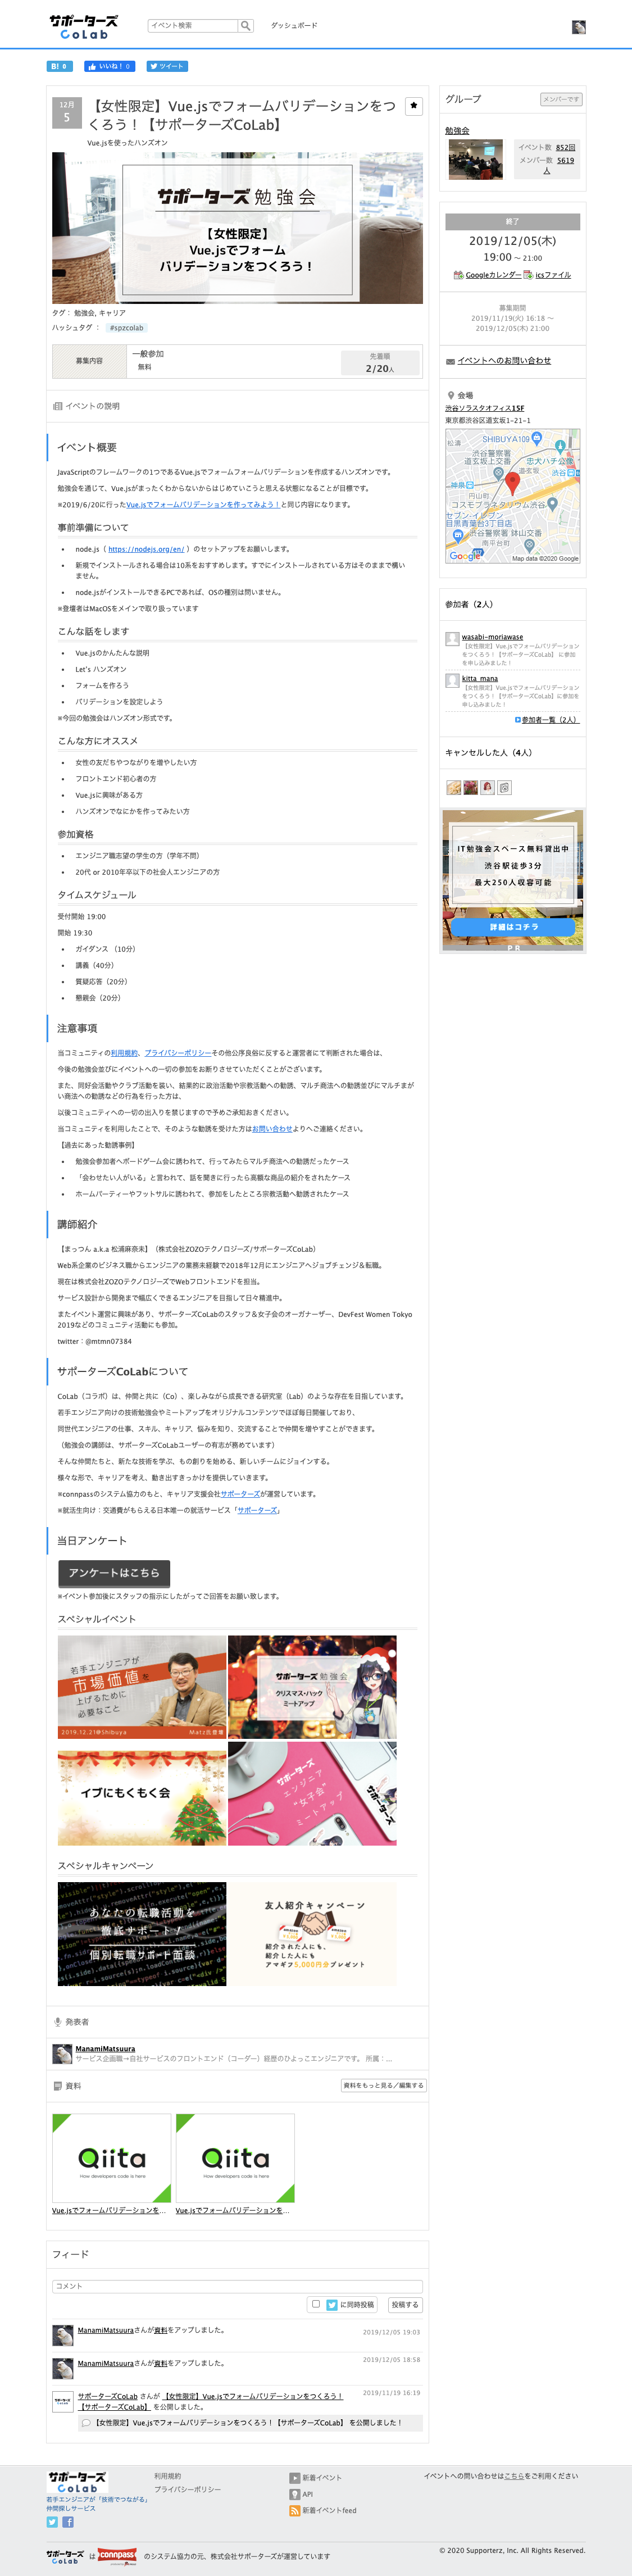 サポーターズ
CoLab
イベント検索
ダッシュボード
B! 0
いいね! 0
ツイート
12月
5
【女性限定】Vue.jsでフォームバリデーションをつ
くろう！【サポーターズCoLab】
Vue.jsを使ったハンズオン
サポーターズ 勉強会
【女性限定】
Vue.jsでフォーム
バリデーションをつくろう！
タグ： 勉強会, キャリア
ハッシュタグ ： #spzcolab
募集内容
一般参加
無料
先着順
2/20人
イベントの説明
イベント概要
JavaScriptのフレームワークの1つであるVue.jsでフォームフォームバリデーションを作成するハンズオンです。
勉強会を通じて、Vue.jsがまったくわからないからはじめていこうと思える状態になることが目標です。
※2019/6/20に行ったVue.jsでフォームバリデーションを作ってみよう！と同じ内容になります。
事前準備について
• node.js（ https://nodejs.org/en/ ）のセットアップをお願いします。
• 新規でインストールされる場合は10系をおすすめします。すでにインストールされている方はそのままで構い
ません。
• node.jsがインストールできるPCであれば、OSの種別は問いません。
※登壇者はMacOSをメインで取り扱っています
こんな話をします
• Vue.jsのかんたんな説明
• Let's ハンズオン
• フォームを作ろう
• バリデーションを設定しよう
※今回の勉強会はハンズオン形式です。
こんな方にオススメ
• 女性の友だちやつながりを増やしたい方
• フロントエンド初心者の方
• Vue.jsに興味がある方
• ハンズオンでなにかを作ってみたい方
参加資格
• エンジニア職志望の学生の方（学年不問）
• 20代 or 2010年卒以下の社会人エンジニアの方
タイムスケジュール
受付開始 19:00
開始 19:30
• ガイダンス （10分）
• 講義（40分）
• 質疑応答（20分）
• 懇親会（20分）
注意事項
当コミュニティの利用規約、プライバシーポリシーその他公序良俗に反すると運営者にて判断された場合は、
今後の勉強会並びにイベントへの一切の参加をお断りさせていただくことがございます。
また、同好会活動やクラブ活動を装い、結果的に政治活動や宗教活動への勧誘、マルチ商法への勧誘並びにマルチまが
い商法への勧誘などの行為を行った方は、
以後コミュニティへの一切の出入りを禁じますので予めご承知おきください。
当コミュニティを利用したことで、そのような勧誘を受けた方はお問い合わせよりへご連絡ください。
【過去にあった勧誘事例】
• 勉強会参加者へボードゲーム会に誘われて、行ってみたらマルチ商法への勧誘だったケース
• 「会わせたい人がいる」と言われて、話を聞きに行ったら高額な商品の紹介をされたケース
• ホームパーティーやフットサルに誘われて、参加をしたところ宗教活動へ勧誘されたケース
講師紹介
【まっつん a.k.a 松浦麻奈未】（株式会社ZOZOテクノロジーズ/サポーターズCoLab）
Web系企業のビジネス職からエンジニアの業務未経験で2018年12月にエンジニアへジョブチェンジ＆転職。
現在は株式会社ZOZOテクノロジーズでWebフロントエンドを担当。
サービス設計から開発まで幅広くできるエンジニアを目指して日々精進中。
またイベント運営に興味があり、サポーターズCoLabのスタッフ＆女子会のオーガナーザー、DevFest Women Tokyo
2019などのコミュニティ活動にも参加。
twitter：@mtmn07384
サポーターズCoLabについて
CoLab（コラボ）は、仲間と共に（Co）、楽しみながら成長できる研究室（Lab）のような存在を目指しています。
若手エンジニア向けの技術勉強会やミートアップをオリジナルコンテンツでほぼ毎日開催しており、
同世代エンジニアの仕事、スキル、キャリア、悩みを知り、交流することで仲間を増やすことができます。
（勉強会の講師は、サポーターズCoLabユーザーの有志が務めています）
そんな仲間たちと、新たな技術を学ぶ、もの創りを始める、新しいチームにジョインする。
様々な形で、キャリアを考え、動き出すきっかけを提供していきます。
※connpassのシステム協力のもと、キャリア支援会社サポーターズが運営しています。
※就活生向け：交通費がもらえる日本唯一の就活サービス「サポーターズ」
当日アンケート
アンケートはこちら
※イベント参加後にスタッフの指示にしたがってご回答をお願い致します。
スペシャルイベント
若手エンジニアが
市場価値を
上げるために
必要なこと
2019.12.21@Shibuya
Matz氏登壇
サポーターズ 勉強会
クリスマス・ハック
ミートアップ
イブにもくもく会
サポーターズ
エンジニア
"女子会"
ミートアップ
スペシャルキャンペーン
あなたの転職活動を
徹底サポート！
個別転職サポート面談
友人紹介キャンペーン
紹介された人にも、
紹介した人にも
アマギフ5,000円分プレゼント
発表者
ManamiMatsuura
サービス企画職→自社サービスのフロントエンド（コーダー）経歴のひよっこエンジニアです。 所属：...
資料
資料をもっと見る／編集する
Qiita
How developers code is here
Qiita
How developers code is here
Vue.jsでフォームバリデーションを...
Vue.jsでフォームバリデーションを...
フィード
コメント
に同時投稿
投稿する
ManamiMatsuuraさんが資料をアップしました。
2019/12/05 19:03
ManamiMatsuuraさんが資料をアップしました。
2019/12/05 18:58
サポーターズCoLab さんが 【女性限定】Vue.jsでフォームバリデーションをつくろう！
【サポーターズCoLab】 を公開しました。
2019/11/19 16:19
【女性限定】Vue.jsでフォームバリデーションをつくろう！【サポーターズCoLab】 を公開しました！
グループ
メンバーです
勉強会
イベント数 852回
メンバー数 5619
人
終了
2019/12/05(木)
19:00 〜 21:00
Googleカレンダー
icsファイル
募集期間
2019/11/19(火) 16:18 〜
2019/12/05(木) 21:00
イベントへのお問い合わせ
会場
渋谷ソラスタオフィス15F
東京都渋谷区道玄坂1-21-1
松濤
SHIBUYA109
渋谷警察署
道玄坂上交番
忠犬ハチ公像
道玄坂
渋谷
神泉
円山町
コスモプラネタリウム渋谷
セブン-イレブン
目黒青葉台3丁目店
渋谷警察署 鉢山交番
南平台町
Google
Map data ©2020 Google
参加者（2人）
wasabi-moriawase
【女性限定】Vue.jsでフォームバリデーション
をつくろう！【サポーターズCoLab】 に参加
を申し込みました！
kitta_mana
【女性限定】Vue.jsでフォームバリデーション
をつくろう！【サポーターズCoLab】に参加を
申し込みました！
参加者一覧（2人）
キャンセルした人（4人）
IT勉強会スペース無料貸出中
渋谷駅徒歩3分
最大250人収容可能
詳細はコチラ
PR
サポーターズ
CoLab
若手エンジニアが「技術でつながる」
仲間探しサービス
利用規約
プライバシーポリシー
新着イベント
API
新着イベントfeed
イベントへの問い合わせはこちらをご利用ください
サポーターズ CoLab は connpass のシステム協力の元、株式会社サポーターズが運営しています
© 2020 Supporterz, Inc. All Rights Reserved.